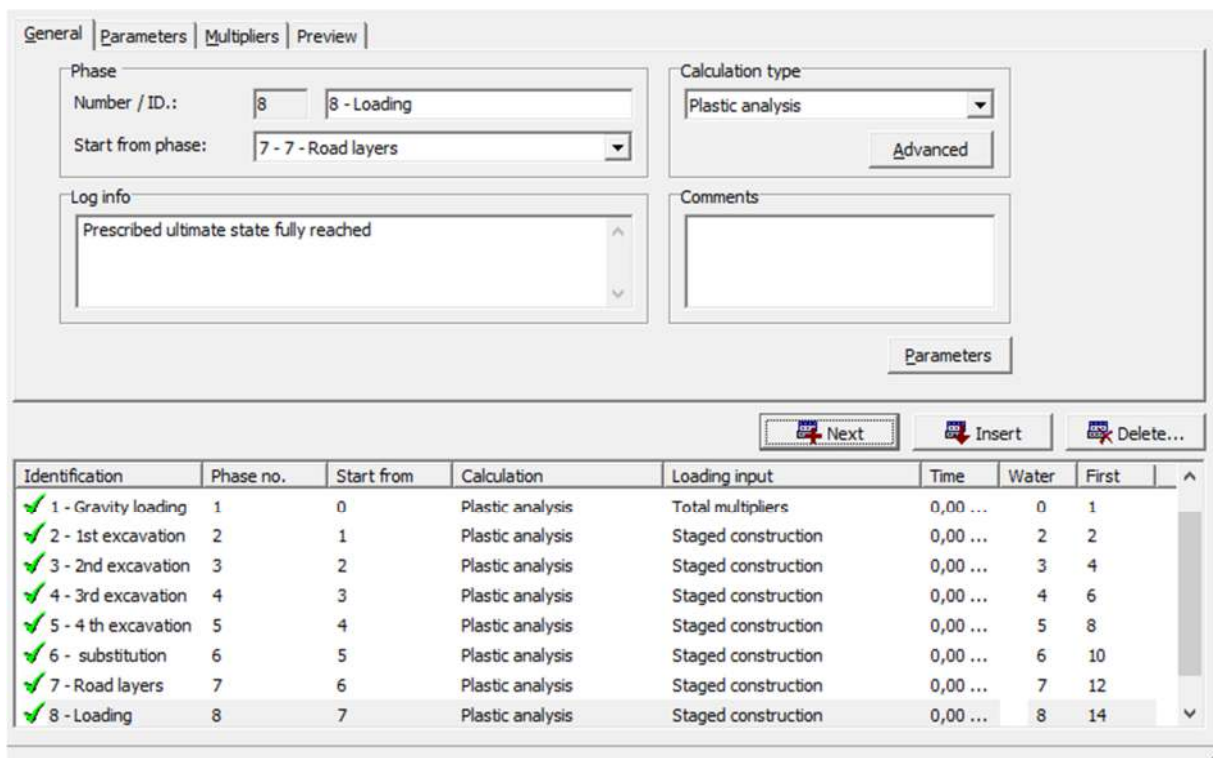 General Parameters Multipliers Preview
Phase
Number / ID.: 8 8 - Loading
Start from phase: 7 - 7 - Road layers
Calculation type
Plastic analysis
Advanced
Log info
Prescribed ultimate state fully reached
Comments
Parameters
Next Insert Delete...
Identification Phase no. Start from Calculation Loading input Time Water First
1 - Gravity loading 1 0 Plastic analysis Total multipliers 0,00 ... 0 1
2 - 1st excavation 2 1 Plastic analysis Staged construction 0,00 ... 2 2
3 - 2nd excavation 3 2 Plastic analysis Staged construction 0,00 ... 3 4
4 - 3rd excavation 4 3 Plastic analysis Staged construction 0,00 ... 4 6
5 - 4 th excavation 5 4 Plastic analysis Staged construction 0,00 ... 5 8
6 - substitution 6 5 Plastic analysis Staged construction 0,00 ... 6 10
7 - Road layers 7 6 Plastic analysis Staged construction 0,00 ... 7 12
8 - Loading 8 7 Plastic analysis Staged construction 0,00 ... 8 14